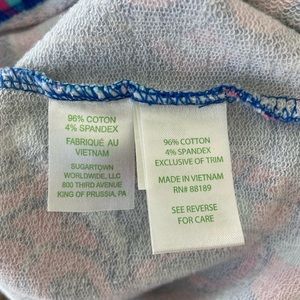 96% COTTON
4% SPANDEX
FABRIQUÉ AU
VIETNAM
SUGARTOWN
WORLDWIDE, LLC
800 THIRD AVENUE
KING OF PRUSSIA, PA
96% COTTON
4% SPANDEX
EXCLUSIVE OF TRIM
MADE IN VIETNAM
RN# 88189
SEE REVERSE
FOR CARE